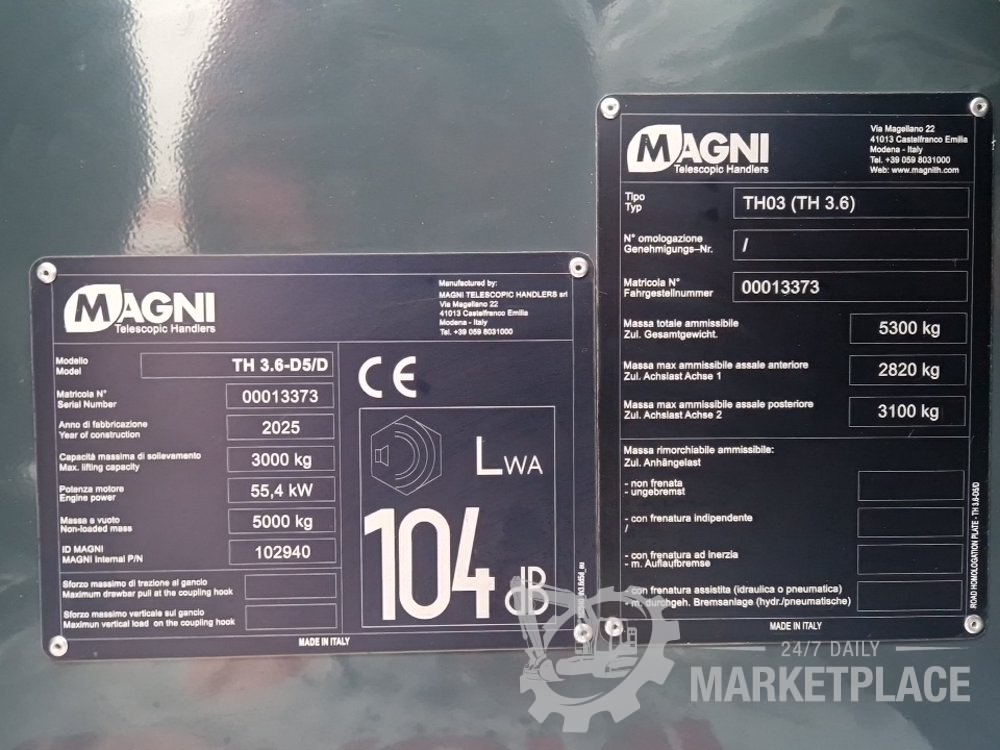 MAGNI
Telescopic Handlers
Manufactured by:
MAGNI TELESCOPIC HANDLERS srl
Via Magellano 22
41013 Castelfranco Emilia
Modena - Italy
Tel. +39 059 8031000
Modello
Model
TH 3.6-D5/D
Matricola N°
Serial Number
00013373
Anno di fabbricazione
Year of construction
2025
Capacità massima di sollevamento
Max. lifting capacity
3000 kg
Potenza motore
Engine power
55,4 kW
Massa a vuoto
Non-loaded mass
5000 kg
ID MAGNI
MAGNI Internal P/N
102940
Sforzo massimo di trazione al gancio
Maximum drawbar pull at the coupling hook
Sforzo massimo verticale sul gancio
Maximun vertical load on the coupling hook
CE
LWA
104 dB
MADE IN ITALY
MAGNI
Telescopic Handlers
Via Magellano 22
41013 Castelfranco Emilia
Modena - Italy
Tel. +39 059 8031000
Web: www.magnith.com
Tipo
Typ
TH03 (TH 3.6)
N° omologazione
Genehmigungs-Nr.
/
Matricola N°
Fahrgestellnummer
00013373
Massa totale ammissibile
Zul. Gesamtgewicht.
5300 kg
Massa max ammissibile assale anteriore
Zul. Achslast Achse 1
2820 kg
Massa max ammissibile assale posteriore
Zul. Achslast Achse 2
3100 kg
Massa rimorchiabile ammissibile:
Zul. Anhängelast
- non frenata
- ungebremst
- con frenatura indipendente
/
- con frenatura ad inerzia
- m. Auflaufbremse
- con frenatura assistita (idraulica o pneumatica)
- m. durchgeh. Bremsanlage (hydr./pneumatische)
MADE IN ITALY
ROAD HOMOLOGATION PLATE - TH 3.6-D5/D
24/7 DAILY
MARKETPLACE